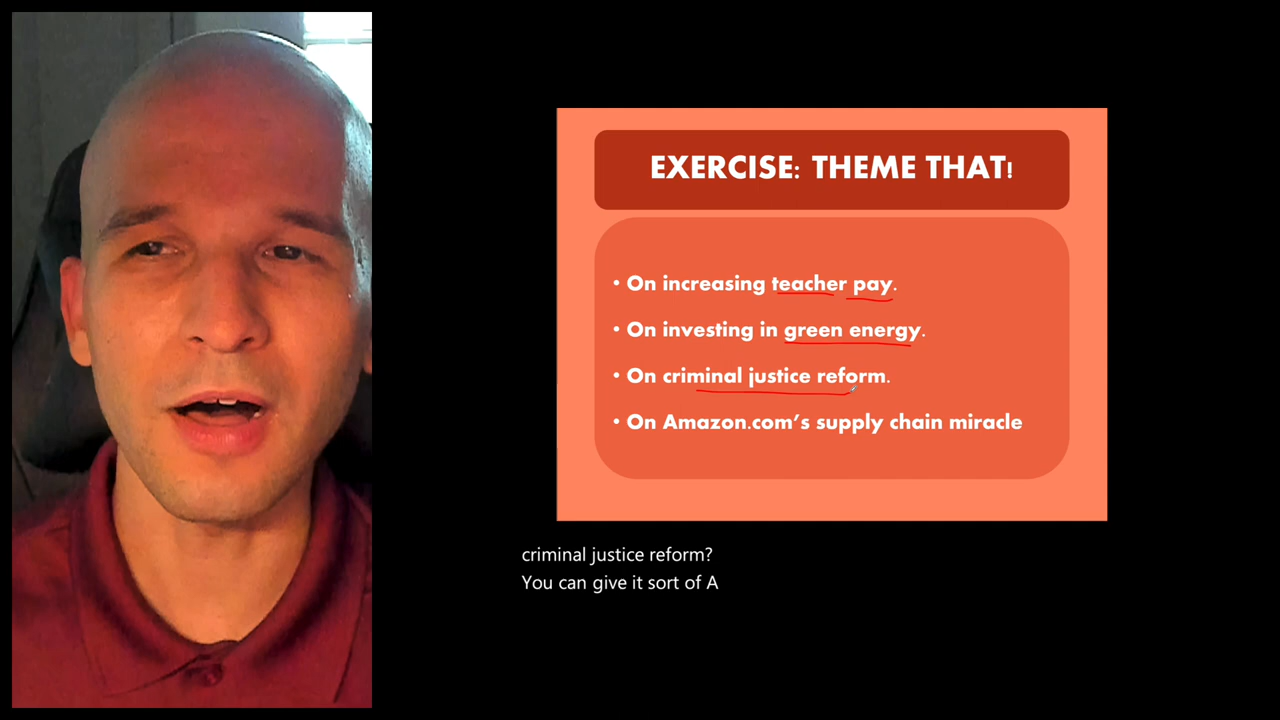 EXERCISE: THEME THAT!
• On increasing teacher pay.
• On investing in green energy.
• On criminal justice reform.
• On Amazon.com’s supply chain miracle
criminal justice reform?
You can give it sort of A